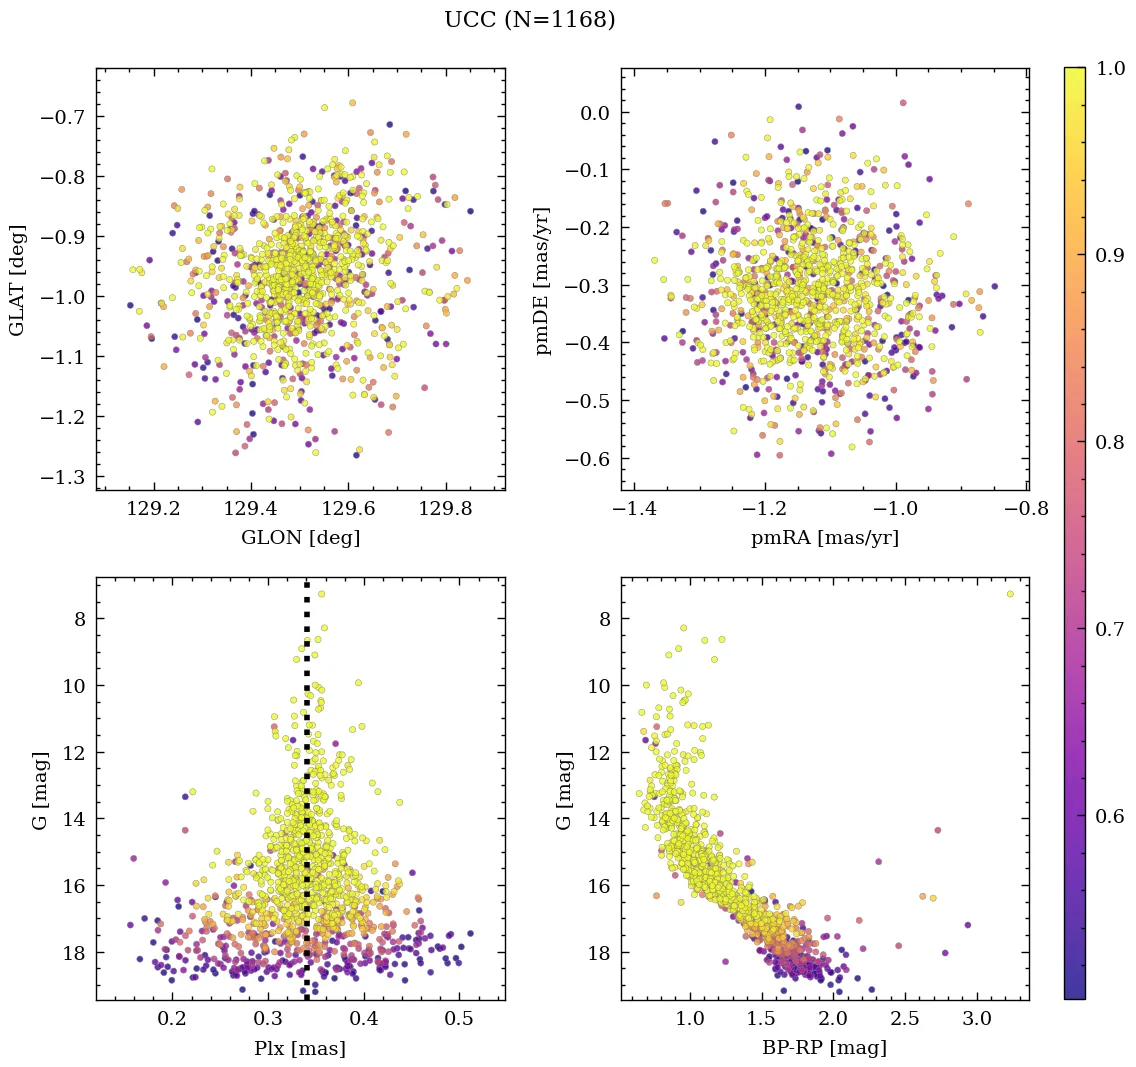 UCC (N=1168)
−0.7
−0.8
−0.9
−1.0
−1.1
−1.2
−1.3
GLAT [deg]
129.2 129.4 129.6 129.8
GLON [deg]
0.0
−0.1
−0.2
−0.3
−0.4
−0.5
−0.6
pmDE [mas/yr]
−1.4 −1.2 −1.0 −0.8
pmRA [mas/yr]
8
10
12
14
16
18
G [mag]
0.2 0.3 0.4 0.5
Plx [mas]
8
10
12
14
16
18
G [mag]
1.0 1.5 2.0 2.5 3.0
BP-RP [mag]
1.0
0.9
0.8
0.7
0.6